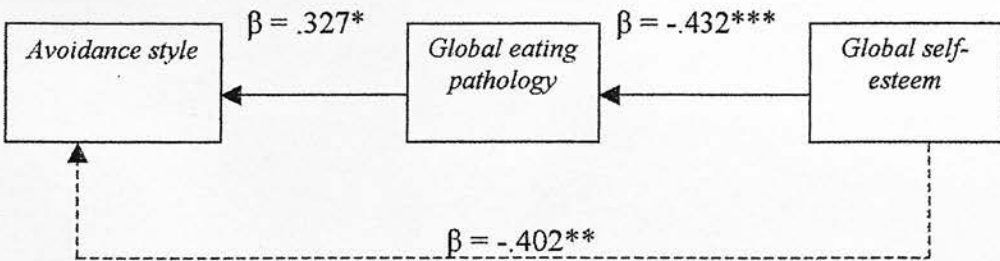 β = .327*
β = -.432***
Avoidance style
Global eating
pathology
Global self-
esteem
β = -.402**